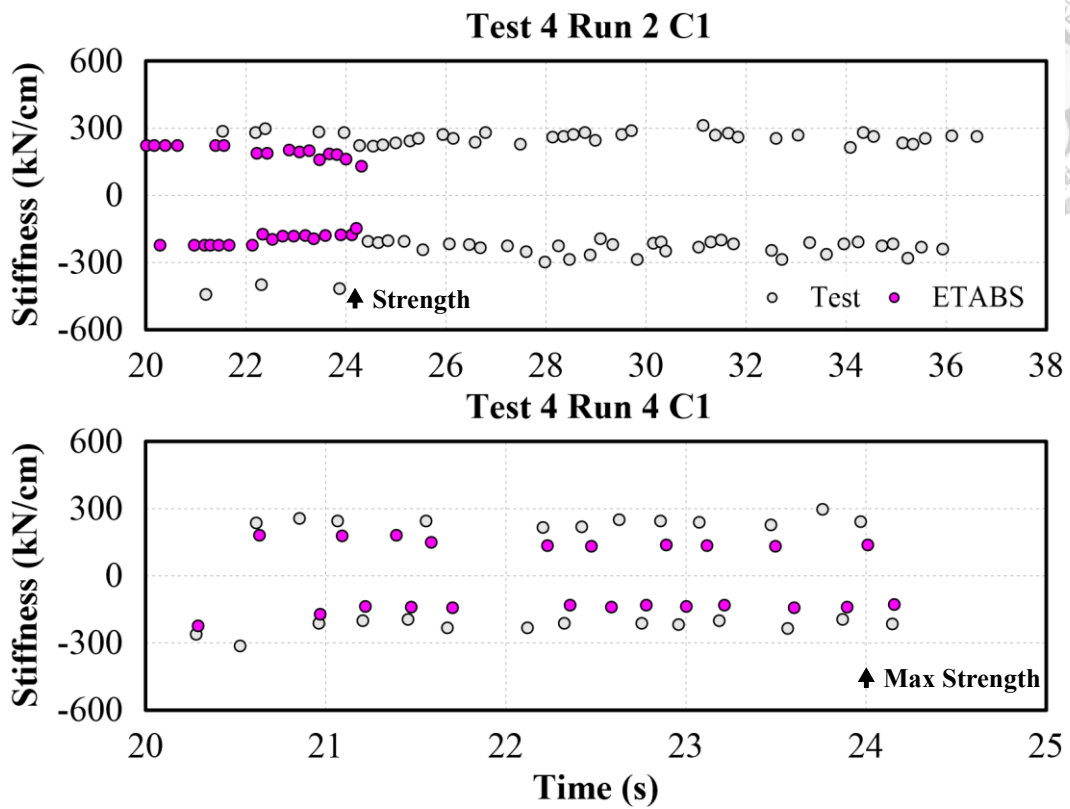 Test 4 Run 2 C1
600
300
0
-300
-600
Stiffness (kN/cm)
Strength
Test
ETABS
20 22 24 26 28 30 32 34 36 38
Test 4 Run 4 C1
600
300
0
-300
-600
Stiffness (kN/cm)
Max Strength
20 21 22 23 24 25
Time (s)